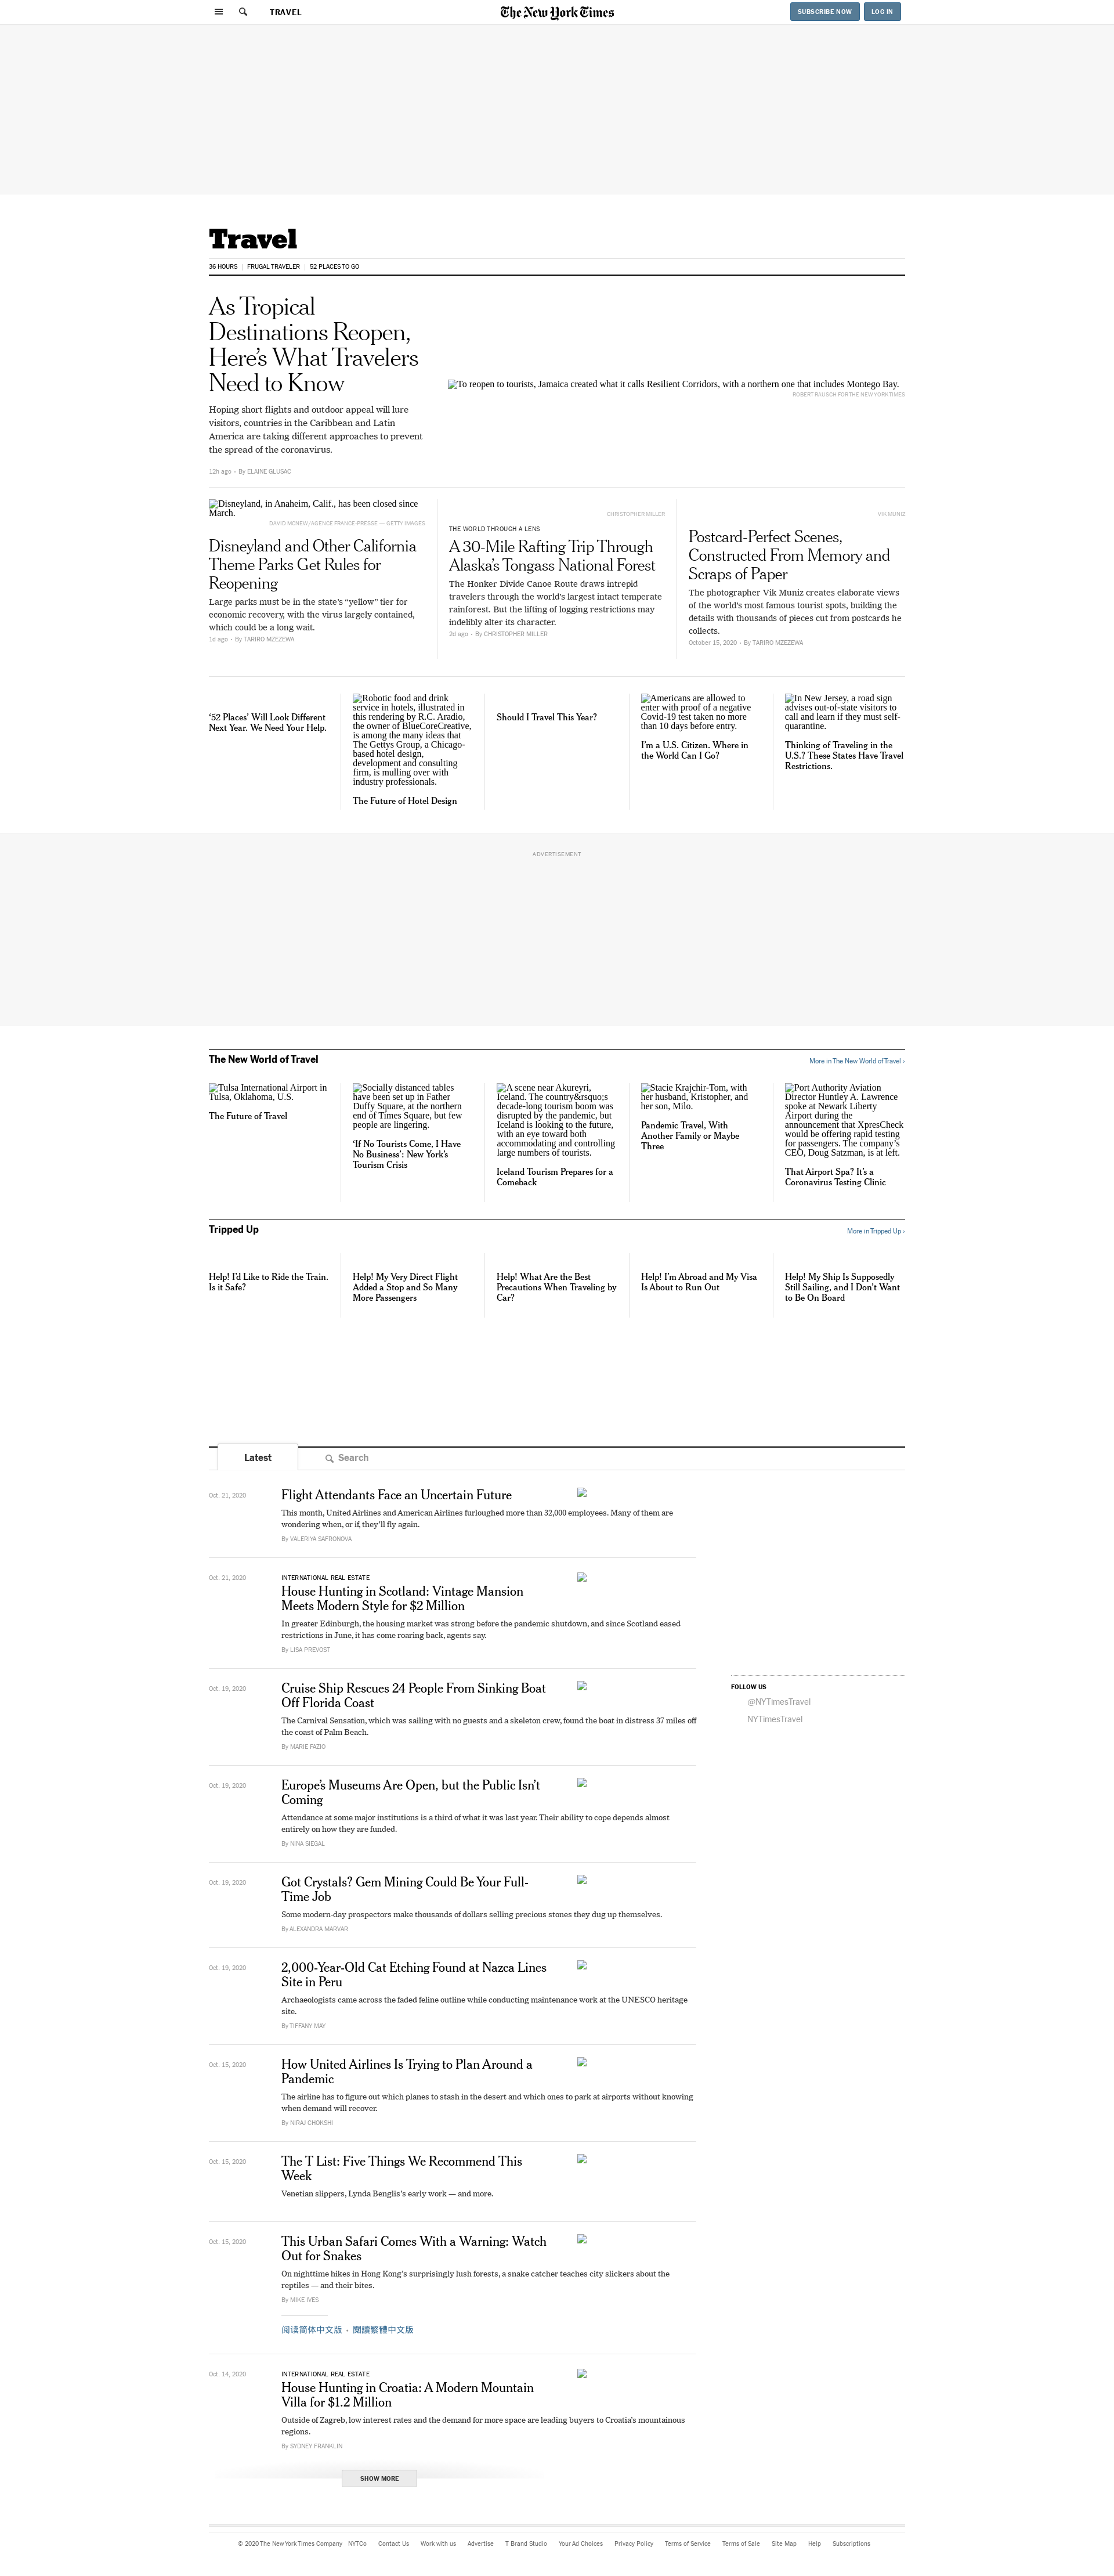 TRAVEL
The New York Times
SUBSCRIBE NOW
LOG IN
Travel
36 HOURS | FRUGAL TRAVELER | 52 PLACES TO GO
As Tropical
Destinations Reopen,
Here’s What Travelers
Need to Know
Hoping short flights and outdoor appeal will lure
visitors, countries in the Caribbean and Latin
America are taking different approaches to prevent
the spread of the coronavirus.
12h ago · By ELAINE GLUSAC
To reopen to tourists, Jamaica created what it calls Resilient Corridors, with a northern one that includes Montego Bay.
ROBERT RAUSCH FOR THE NEW YORK TIMES
Disneyland, in Anaheim, Calif., has been closed since
March.
DAVID MCNEW/AGENCE FRANCE-PRESSE — GETTY IMAGES
Disneyland and Other California
Theme Parks Get Rules for
Reopening
Large parks must be in the state’s “yellow” tier for
economic recovery, with the virus largely contained,
which could be a long wait.
1d ago · By TARIRO MZEZEWA
CHRISTOPHER MILLER
THE WORLD THROUGH A LENS
A 30-Mile Rafting Trip Through
Alaska’s Tongass National Forest
The Honker Divide Canoe Route draws intrepid
travelers through the world’s largest intact temperate
rainforest. But the lifting of logging restrictions may
indelibly alter its character.
2d ago · By CHRISTOPHER MILLER
VIK MUNIZ
Postcard-Perfect Scenes,
Constructed From Memory and
Scraps of Paper
The photographer Vik Muniz creates elaborate views
of the world’s most famous tourist spots, building the
details with thousands of pieces cut from postcards he
collects.
October 15, 2020 · By TARIRO MZEZEWA
‘52 Places’ Will Look Different
Next Year. We Need Your Help.
Robotic food and drink
service in hotels, illustrated in
this rendering by R.C. Aradio,
the owner of BlueCoreCreative,
is among the many ideas that
The Gettys Group, a Chicago-
based hotel design,
development and consulting
firm, is mulling over with
industry professionals.
The Future of Hotel Design
Should I Travel This Year?
Americans are allowed to
enter with proof of a negative
Covid-19 test taken no more
than 10 days before entry.
I’m a U.S. Citizen. Where in
the World Can I Go?
In New Jersey, a road sign
advises out-of-state visitors to
call and learn if they must self-
quarantine.
Thinking of Traveling in the
U.S.? These States Have Travel
Restrictions.
ADVERTISEMENT
The New World of Travel
More in The New World of Travel ›
Tulsa International Airport in
Tulsa, Oklahoma, U.S.
The Future of Travel
Socially distanced tables
have been set up in Father
Duffy Square, at the northern
end of Times Square, but few
people are lingering.
‘If No Tourists Come, I Have
No Business’: New York’s
Tourism Crisis
A scene near Akureyri,
Iceland. The country&rsquo;s
decade-long tourism boom was
disrupted by the pandemic, but
Iceland is looking to the future,
with an eye toward both
accommodating and controlling
large numbers of tourists.
Iceland Tourism Prepares for a
Comeback
Stacie Krajchir-Tom, with
her husband, Kristopher, and
her son, Milo.
Pandemic Travel, With
Another Family or Maybe
Three
Port Authority Aviation
Director Huntley A. Lawrence
spoke at Newark Liberty
Airport during the
announcement that XpresCheck
would be offering rapid testing
for passengers. The company’s
CEO, Doug Satzman, is at left.
That Airport Spa? It’s a
Coronavirus Testing Clinic
Tripped Up
More in Tripped Up ›
Help! I’d Like to Ride the Train.
Is it Safe?
Help! My Very Direct Flight
Added a Stop and So Many
More Passengers
Help! What Are the Best
Precautions When Traveling by
Car?
Help! I’m Abroad and My Visa
Is About to Run Out
Help! My Ship Is Supposedly
Still Sailing, and I Don’t Want
to Be On Board
Latest
Search
Oct. 21, 2020
Flight Attendants Face an Uncertain Future
This month, United Airlines and American Airlines furloughed more than 32,000 employees. Many of them are
wondering when, or if, they’ll fly again.
By VALERIYA SAFRONOVA
Oct. 21, 2020
INTERNATIONAL REAL ESTATE
House Hunting in Scotland: Vintage Mansion
Meets Modern Style for $2 Million
In greater Edinburgh, the housing market was strong before the pandemic shutdown, and since Scotland eased
restrictions in June, it has come roaring back, agents say.
By LISA PREVOST
Oct. 19, 2020
Cruise Ship Rescues 24 People From Sinking Boat
Off Florida Coast
The Carnival Sensation, which was sailing with no guests and a skeleton crew, found the boat in distress 37 miles off
the coast of Palm Beach.
By MARIE FAZIO
FOLLOW US
@NYTimesTravel
NYTimesTravel
Oct. 19, 2020
Europe’s Museums Are Open, but the Public Isn’t
Coming
Attendance at some major institutions is a third of what it was last year. Their ability to cope depends almost
entirely on how they are funded.
By NINA SIEGAL
Oct. 19, 2020
Got Crystals? Gem Mining Could Be Your Full-
Time Job
Some modern-day prospectors make thousands of dollars selling precious stones they dug up themselves.
By ALEXANDRA MARVAR
Oct. 19, 2020
2,000-Year-Old Cat Etching Found at Nazca Lines
Site in Peru
Archaeologists came across the faded feline outline while conducting maintenance work at the UNESCO heritage
site.
By TIFFANY MAY
Oct. 15, 2020
How United Airlines Is Trying to Plan Around a
Pandemic
The airline has to figure out which planes to stash in the desert and which ones to park at airports without knowing
when demand will recover.
By NIRAJ CHOKSHI
Oct. 15, 2020
The T List: Five Things We Recommend This
Week
Venetian slippers, Lynda Benglis’s early work — and more.
Oct. 15, 2020
This Urban Safari Comes With a Warning: Watch
Out for Snakes
On nighttime hikes in Hong Kong’s surprisingly lush forests, a snake catcher teaches city slickers about the
reptiles — and their bites.
By MIKE IVES
阅读简体中文版 · 閱讀繁體中文版
Oct. 14, 2020
INTERNATIONAL REAL ESTATE
House Hunting in Croatia: A Modern Mountain
Villa for $1.2 Million
Outside of Zagreb, low interest rates and the demand for more space are leading buyers to Croatia’s mountainous
regions.
By SYDNEY FRANKLIN
SHOW MORE
© 2020 The New York Times Company NYTCo Contact Us Work with us Advertise T Brand Studio Your Ad Choices Privacy Policy Terms of Service Terms of Sale Site Map Help Subscriptions